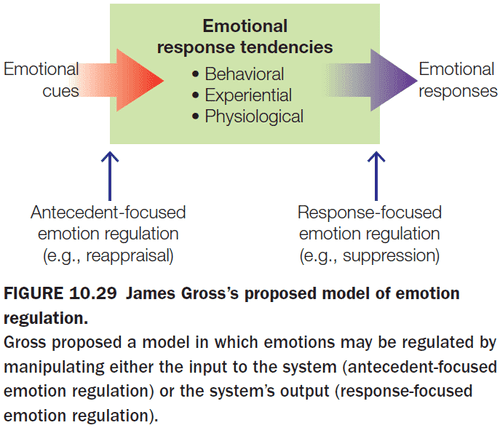 Emotional
response tendencies
• Behavioral
• Experiential
• Physiological
Emotional
cues
Emotional
responses
Antecedent-focused
emotion regulation
(e.g., reappraisal)
Response-focused
emotion regulation
(e.g., suppression)
FIGURE 10.29 James Gross’s proposed model of emotion
regulation.
Gross proposed a model in which emotions may be regulated by
manipulating either the input to the system (antecedent-focused
emotion regulation) or the system’s output (response-focused
emotion regulation).